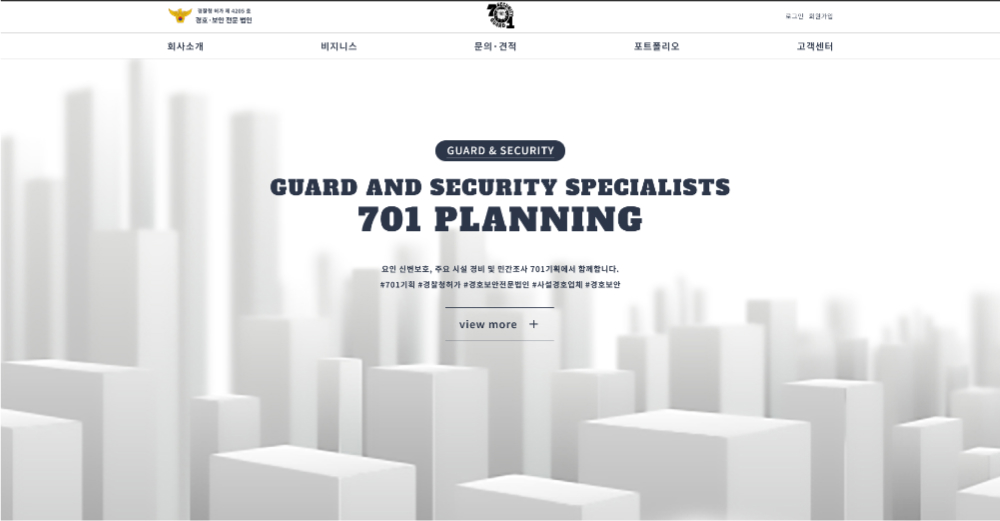 경찰청 허가 제 4285 호
경호·보안 전문 법인
701
로그인 회원가입
회사소개 비지니스 문의·견적 포트폴리오 고객센터
GUARD & SECURITY
GUARD AND SECURITY SPECIALISTS
701 PLANNING
요인 신변보호, 주요 시설 경비 및 민간조사 701기획에서 함께합니다.
#701기획 #경찰청허가 #경호보안전문법인 #사설경호업체 #경호보안
view more +